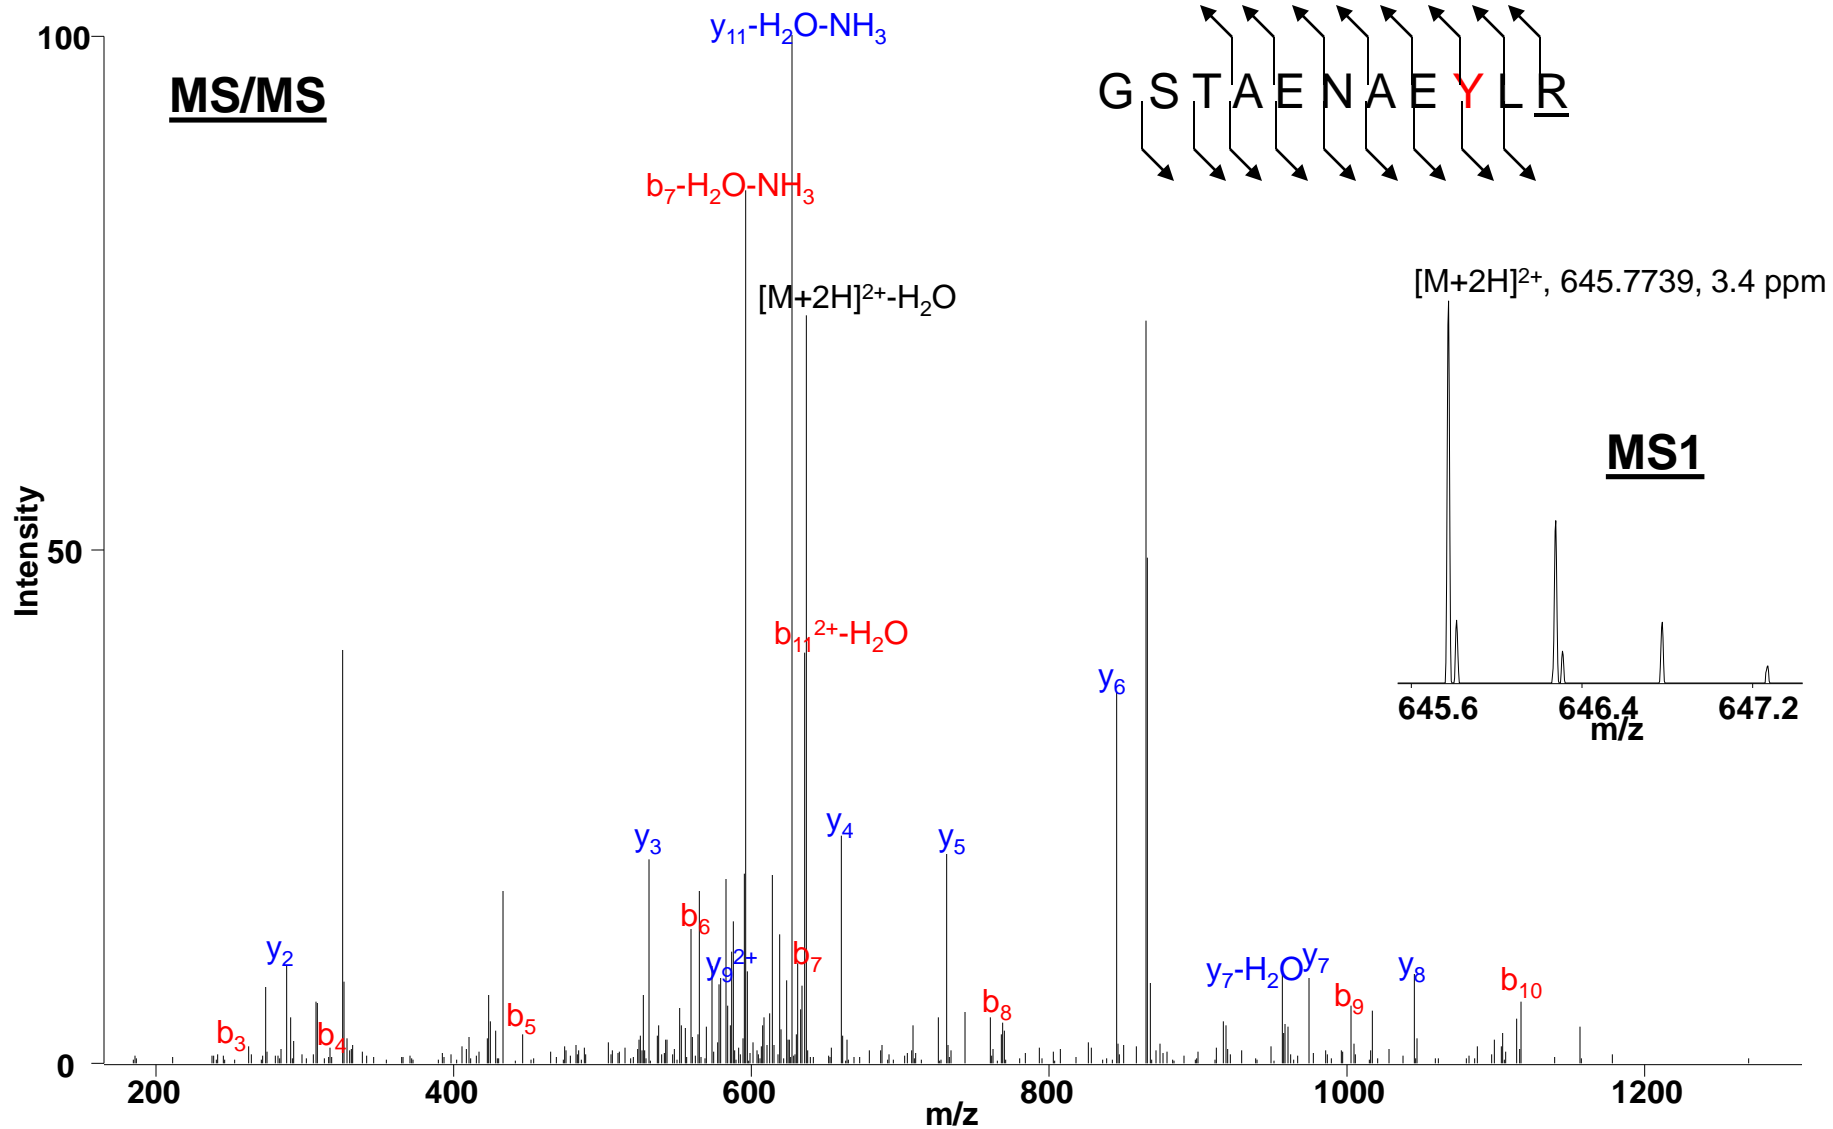 y₁₁-H₂O-NH₃
100
MS/MS
G S T A E N A E Y L R
b₇-H₂O-NH₃
[M+2H]²⁺-H₂O
[M+2H]²⁺, 645.7739, 3.4 ppm
MS1
Intensity
50
b₁₁²⁺-H₂O
y₆
645.6 646.4 647.2
m/z
y₃ y₄ y₅
b₆
y₂ y₉²⁺ b₇ y₇-H₂O y₇ y₈
b₃ b₄ b₅ b₈ b₉ b₁₀
0
200 400 600 800 1000 1200
m/z